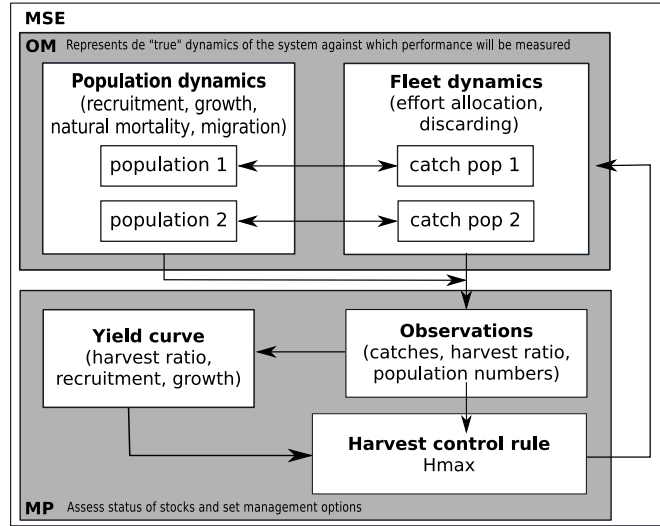 MSE
OM Represents de "true" dynamics of the system against which performance will be measured
Population dynamics
(recruitment, growth,
natural mortality, migration)
population 1
population 2
Fleet dynamics
(effort allocation,
discarding)
catch pop 1
catch pop 2
Yield curve
(harvest ratio,
recruitment, growth)
Observations
(catches, harvest ratio,
population numbers)
Harvest control rule
Hmax
MP Assess status of stocks and set management options